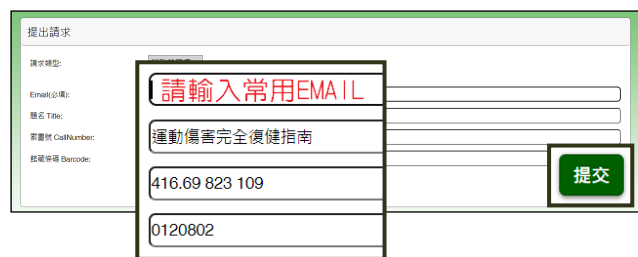 提出請求
請求類型:
Email(必填):
請輸入常用EMAIL
題名 Title:
運動傷害完全復健指南
索書號 CallNumber:
416.69 823 109
館藏條碼 Barcode:
0120802
提交